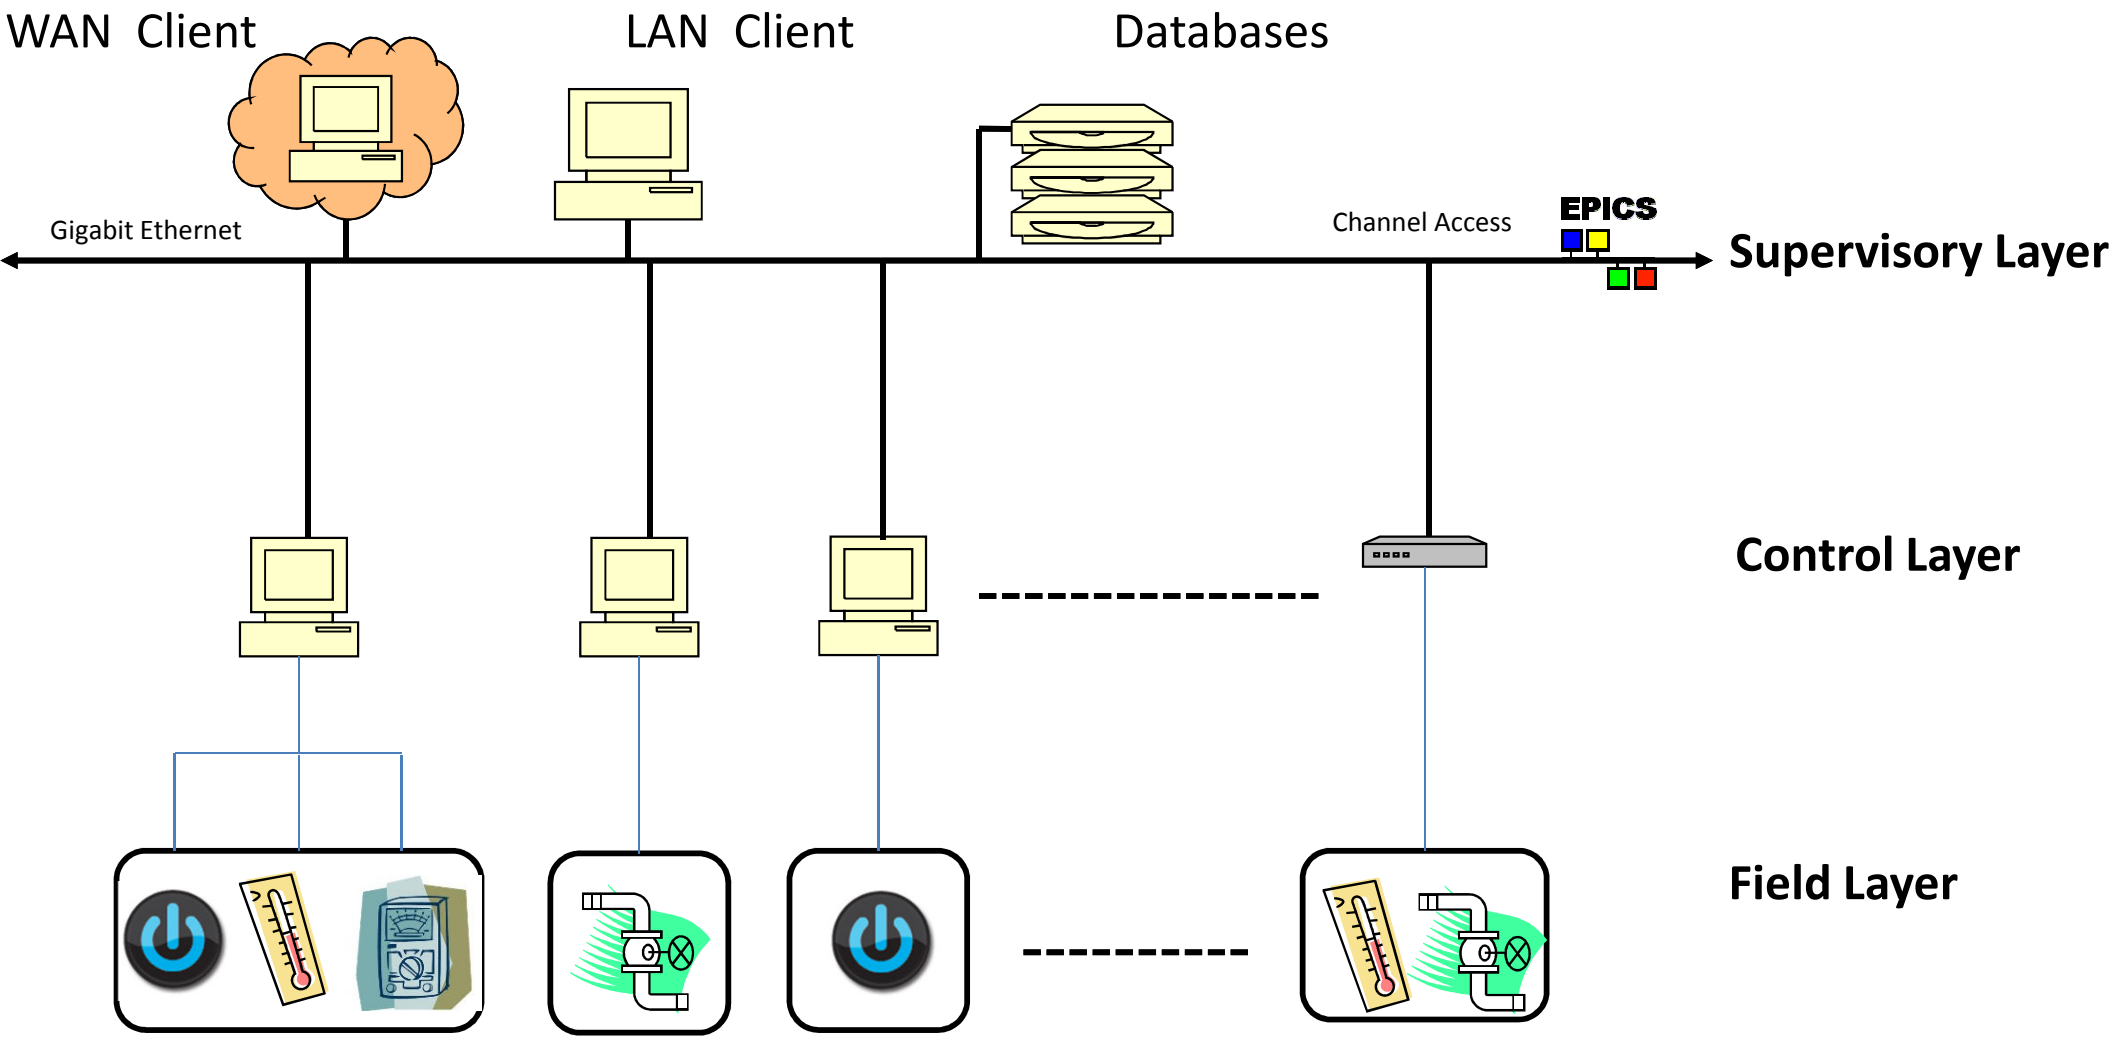 WAN Client
LAN Client
Databases
Gigabit Ethernet
Channel Access
EPICS
Supervisory Layer
Control Layer
Field Layer